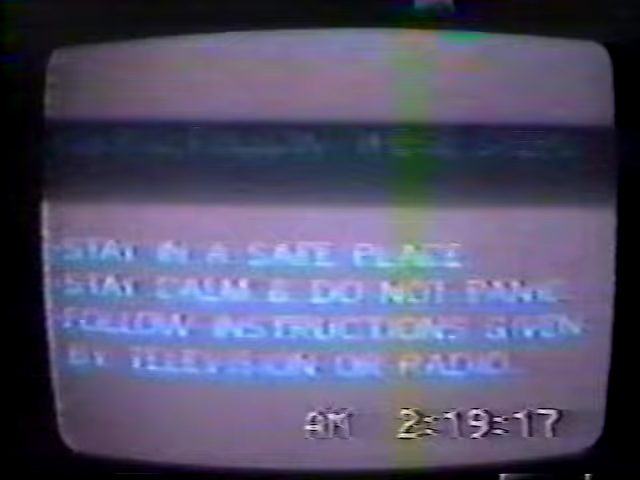 STAY IN A SAFE PLACE
STAY CALM & DO NOT PANIC
FOLLOW INSTRUCTIONS GIVEN
BY TELEVISION OR RADIO.
AM 2:19:17